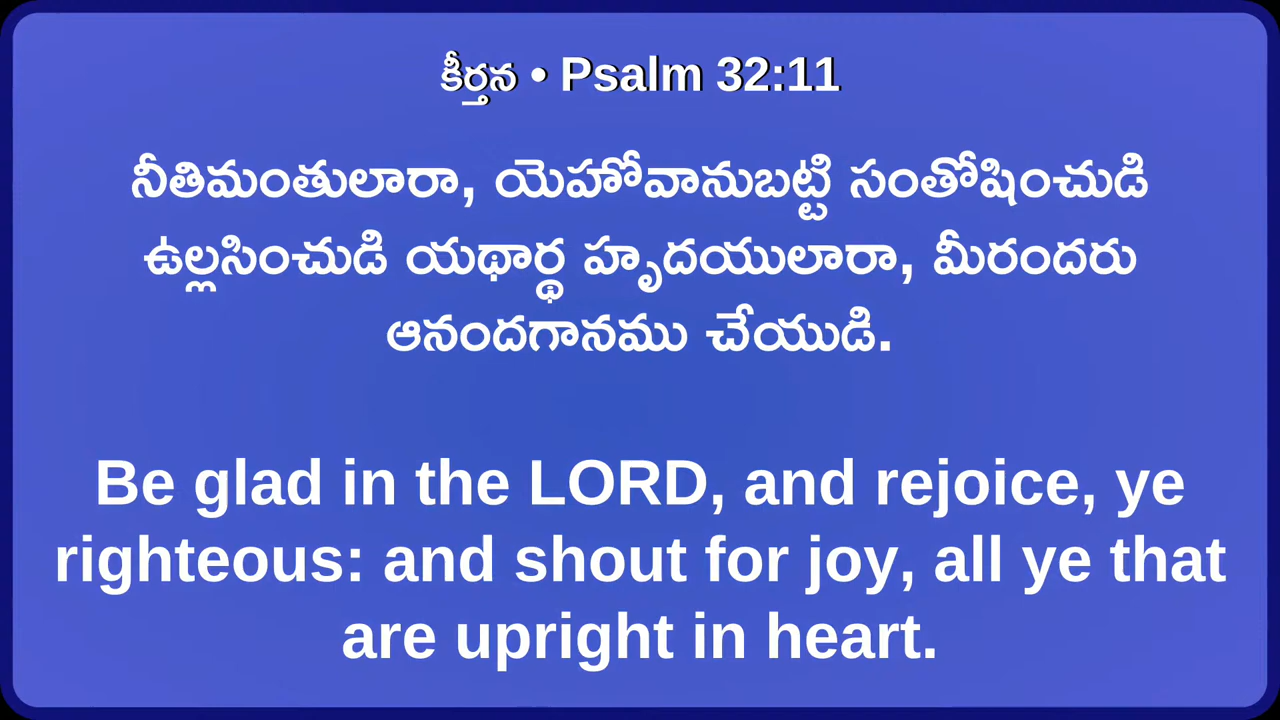 కీర్తన • Psalm 32:11
నీతిమంతులారా, యెహోవానుబట్టి సంతోషించుడి
ఉల్లసించుడి యథార్థ హృదయులారా, మీరందరు
ఆనందగానము చేయుడి.
Be glad in the LORD, and rejoice, ye
righteous: and shout for joy, all ye that
are upright in heart.